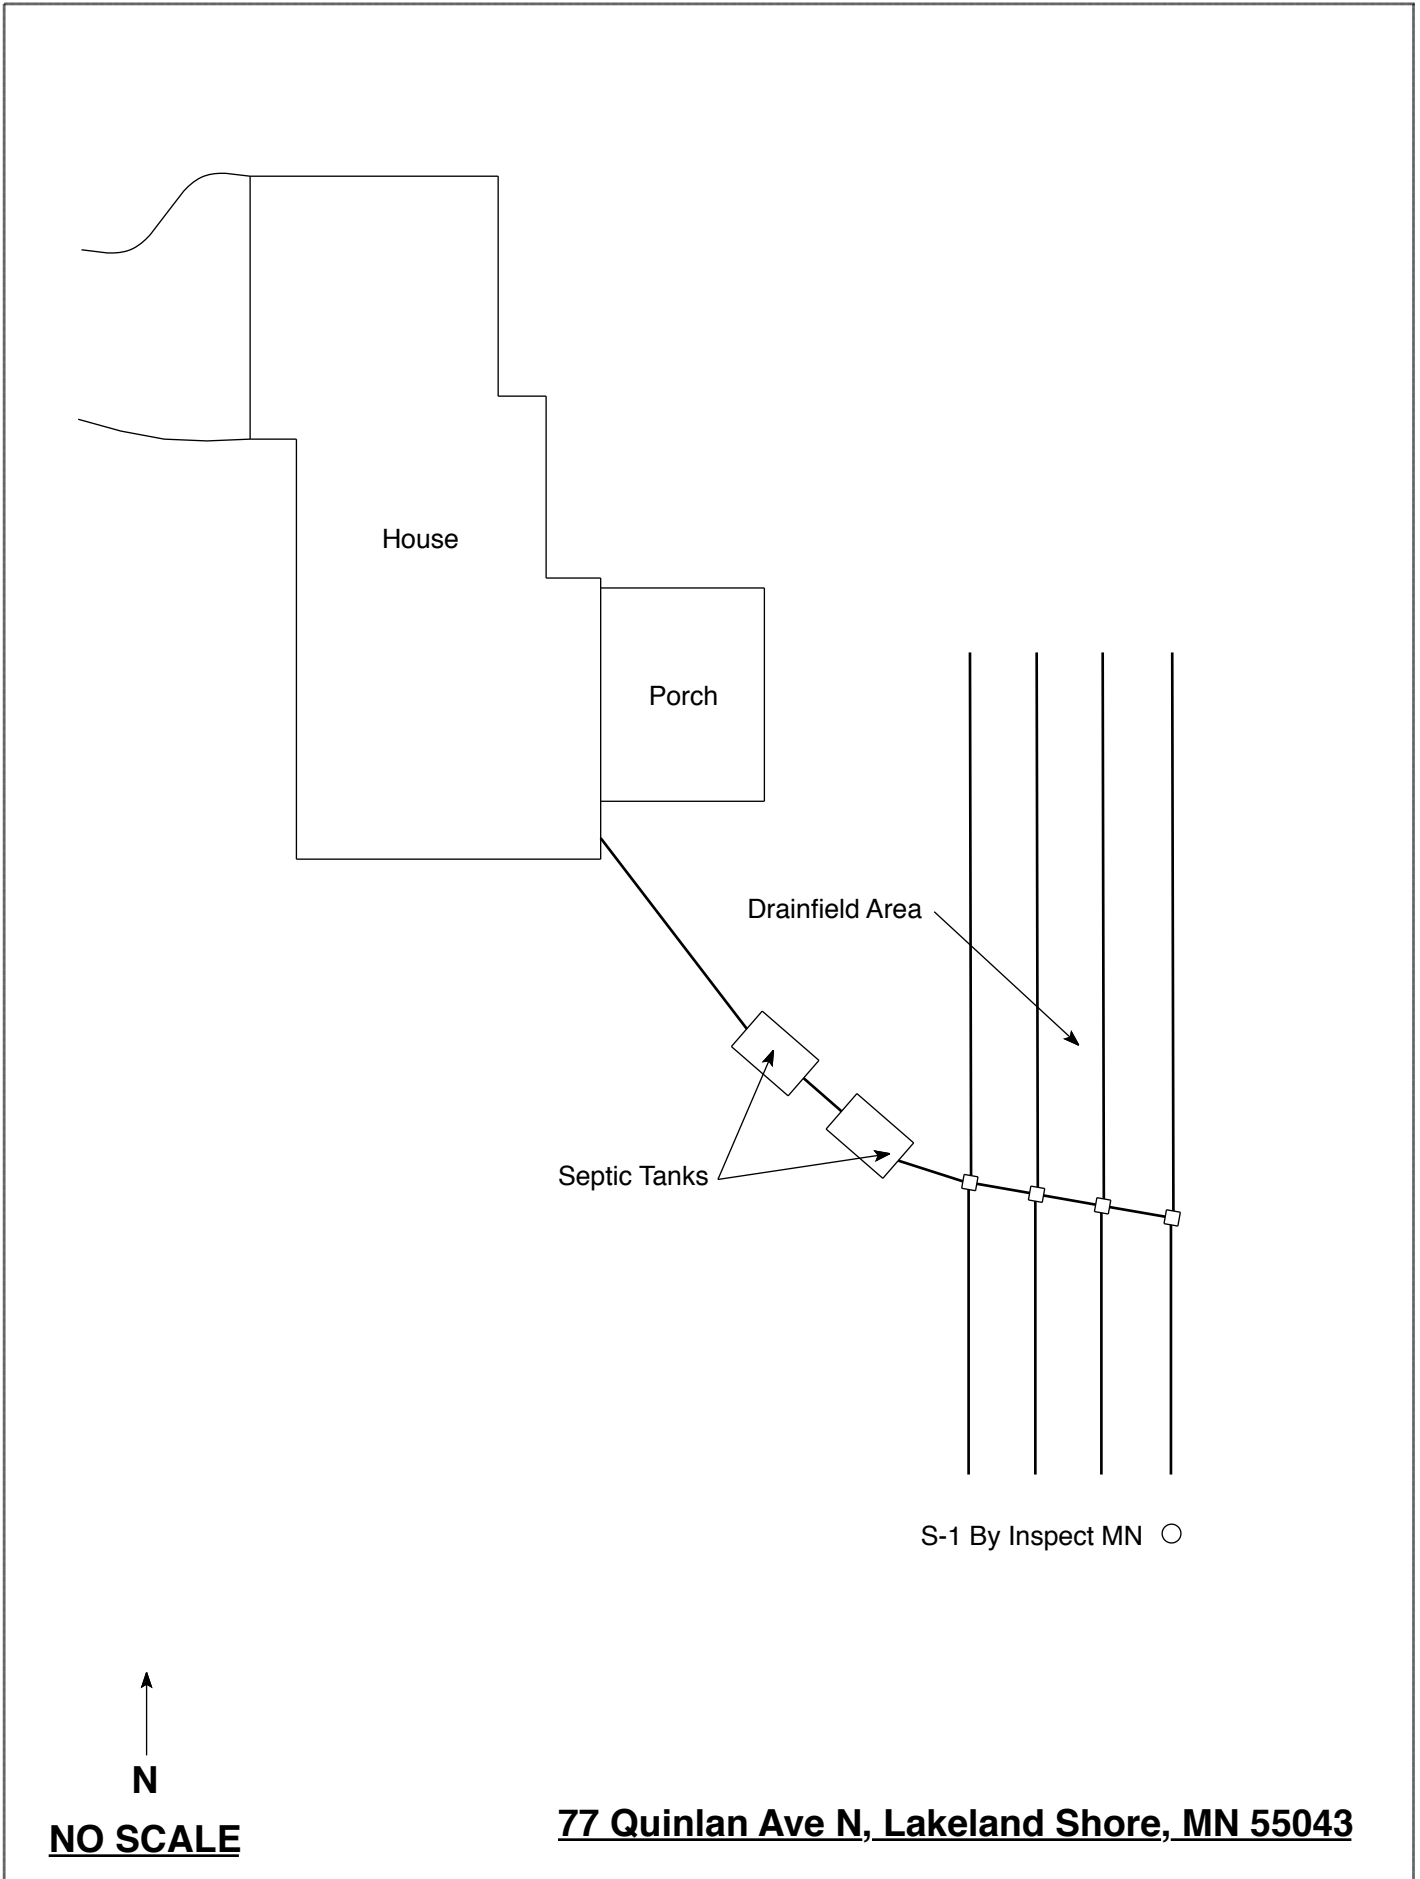 House
Porch
Drainfield Area
Septic Tanks
S-1 By Inspect MN
N
NO SCALE
77 Quinlan Ave N, Lakeland Shore, MN 55043